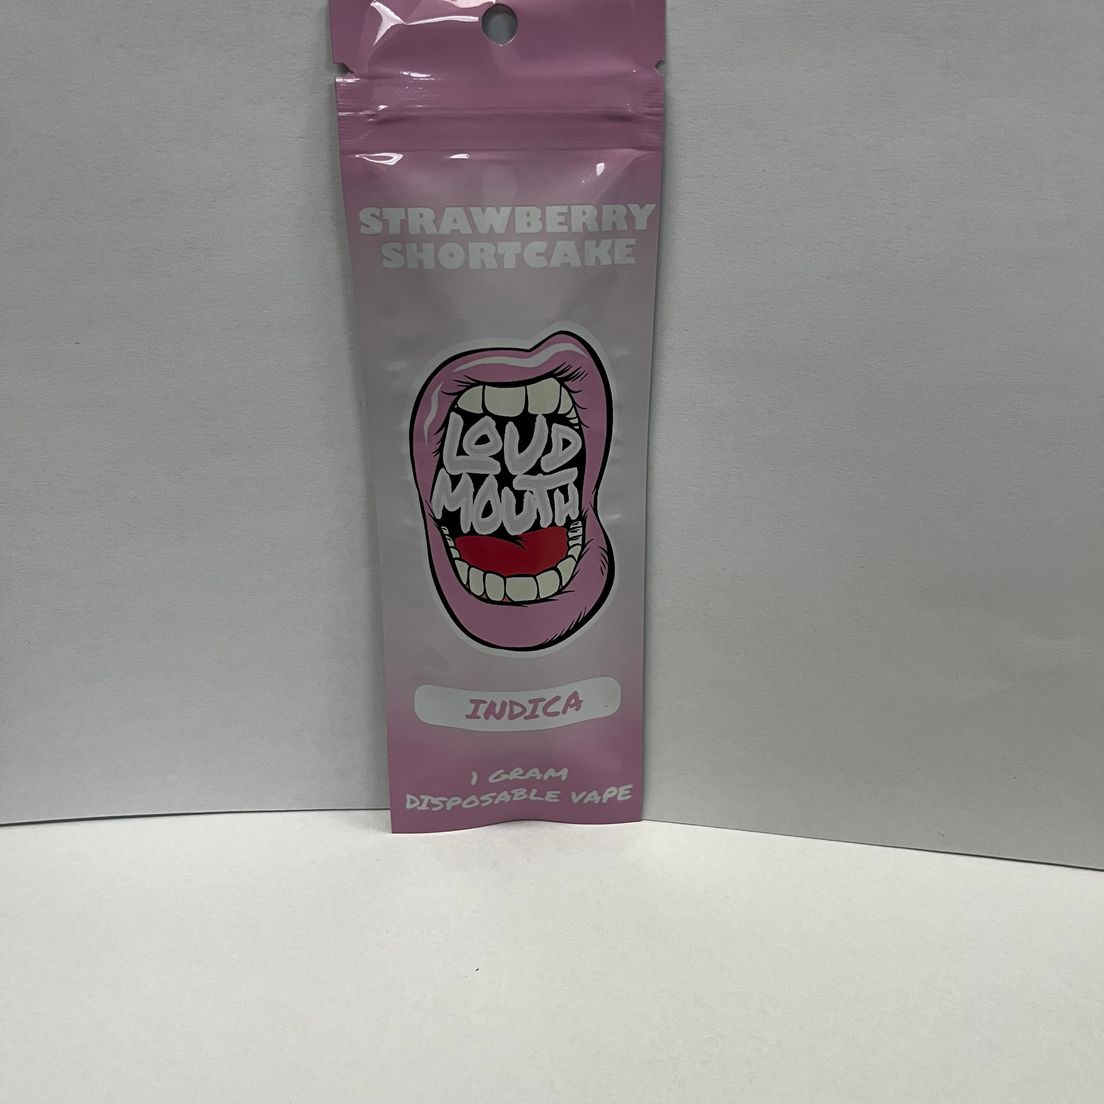 STRAWBERRY
SHORTCAKE
LOUD
MOUTH
INDICA
1 GRAM
DISPOSABLE VAPE